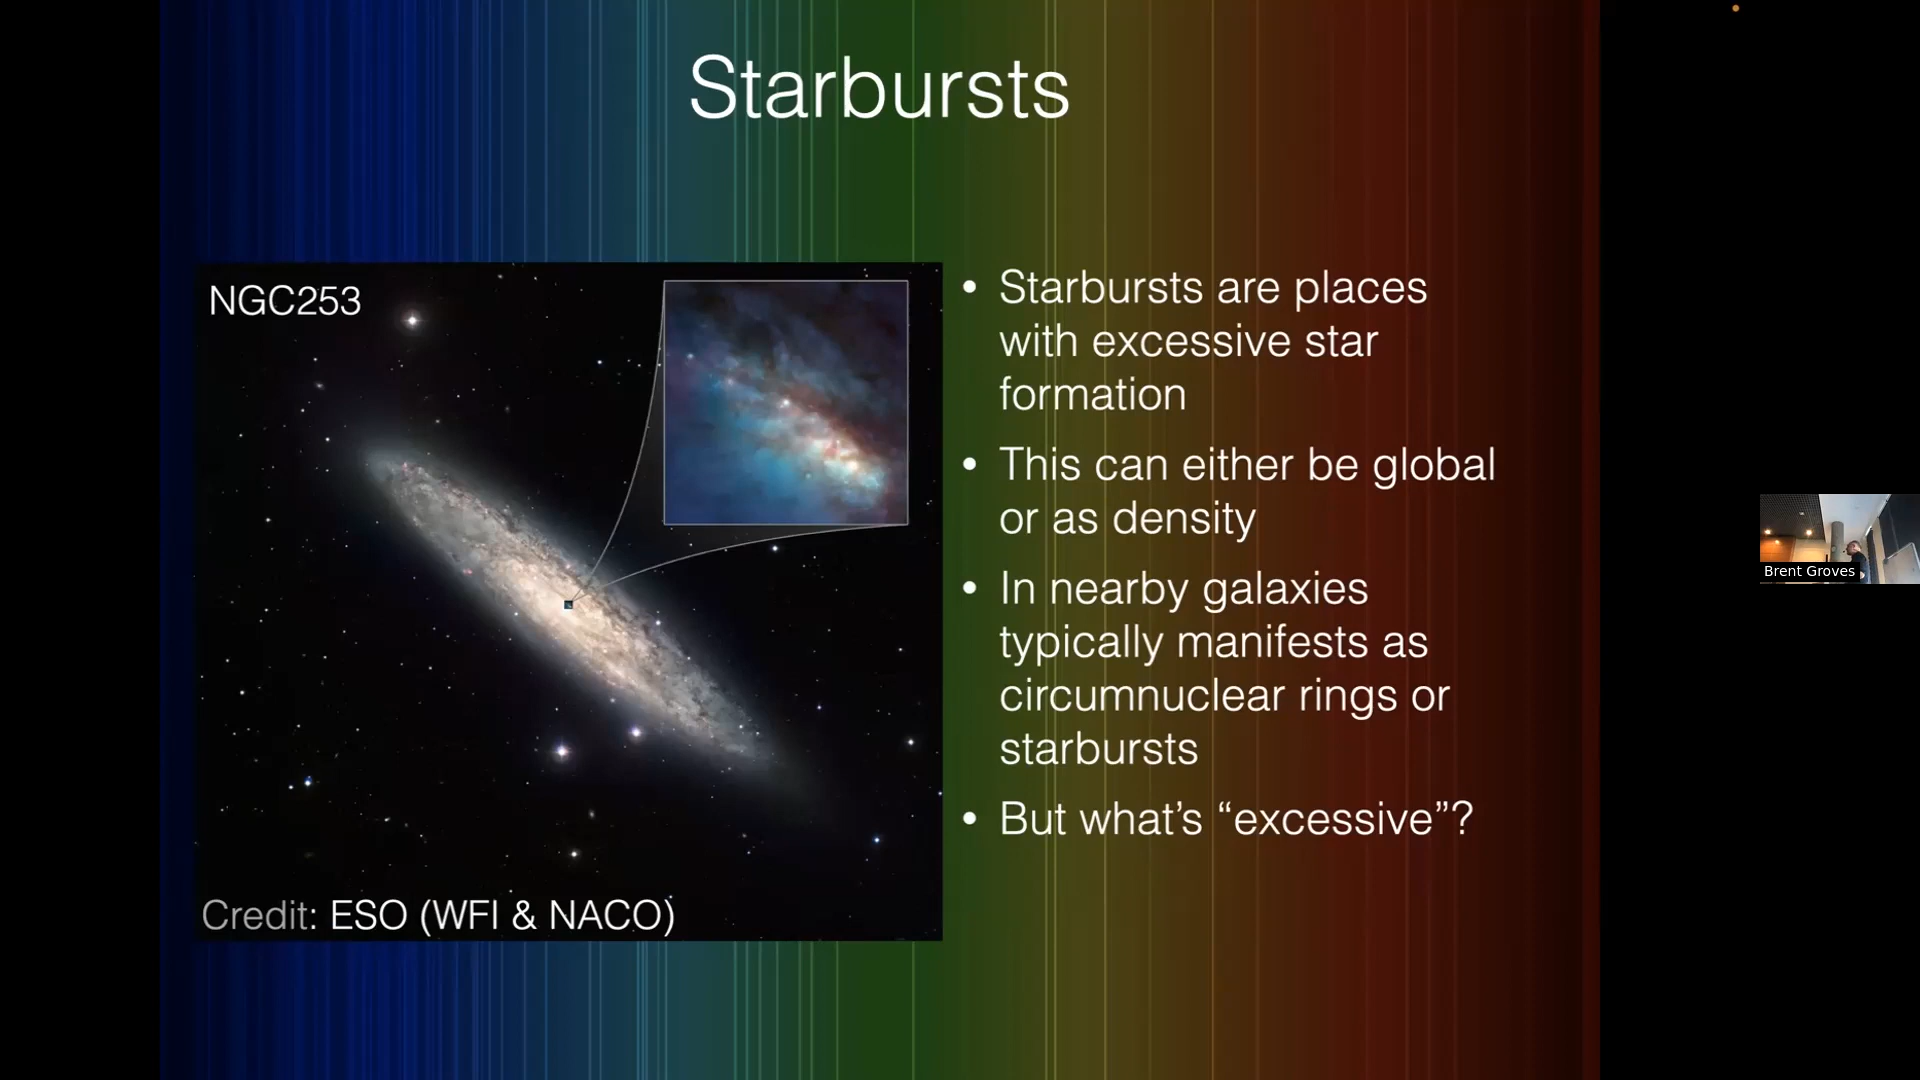 Starbursts
NGC253
Credit: ESO (WFI & NACO)
• Starbursts are places
with excessive star
formation
• This can either be global
or as density
• In nearby galaxies
typically manifests as
circumnuclear rings or
starbursts
• But what’s “excessive”?
Brent Groves